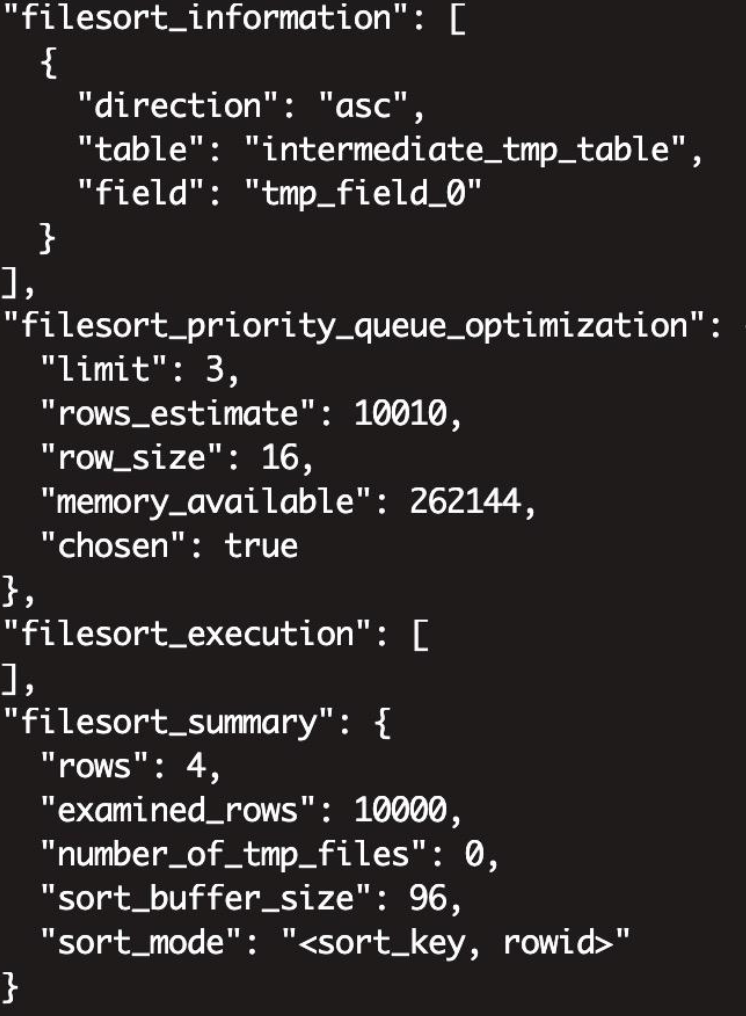 "filesort_information": [
  {
    "direction": "asc",
    "table": "intermediate_tmp_table",
    "field": "tmp_field_0"
  }
],
"filesort_priority_queue_optimization":
  "limit": 3,
  "rows_estimate": 10010,
  "row_size": 16,
  "memory_available": 262144,
  "chosen": true
},
"filesort_execution": [
],
"filesort_summary": {
  "rows": 4,
  "examined_rows": 10000,
  "number_of_tmp_files": 0,
  "sort_buffer_size": 96,
  "sort_mode": "<sort_key, rowid>"
}